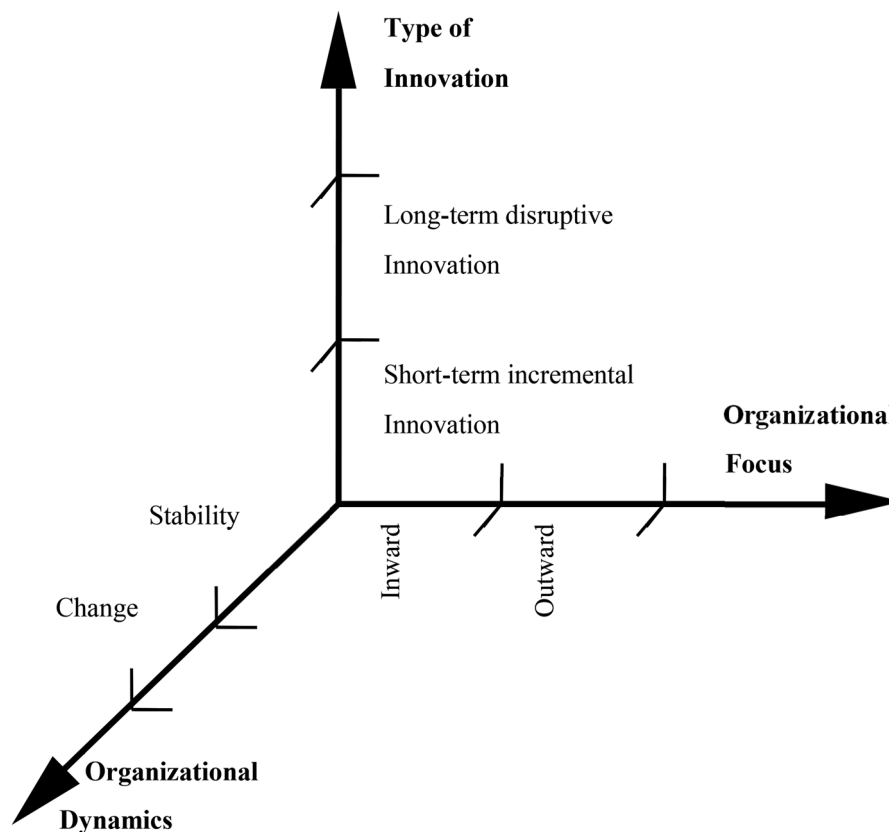 Type of
Innovation
Long-term disruptive
Innovation
Short-term incremental
Innovation
Organizational
Focus
Stability
Inward
Outward
Change
Organizational
Dynamics